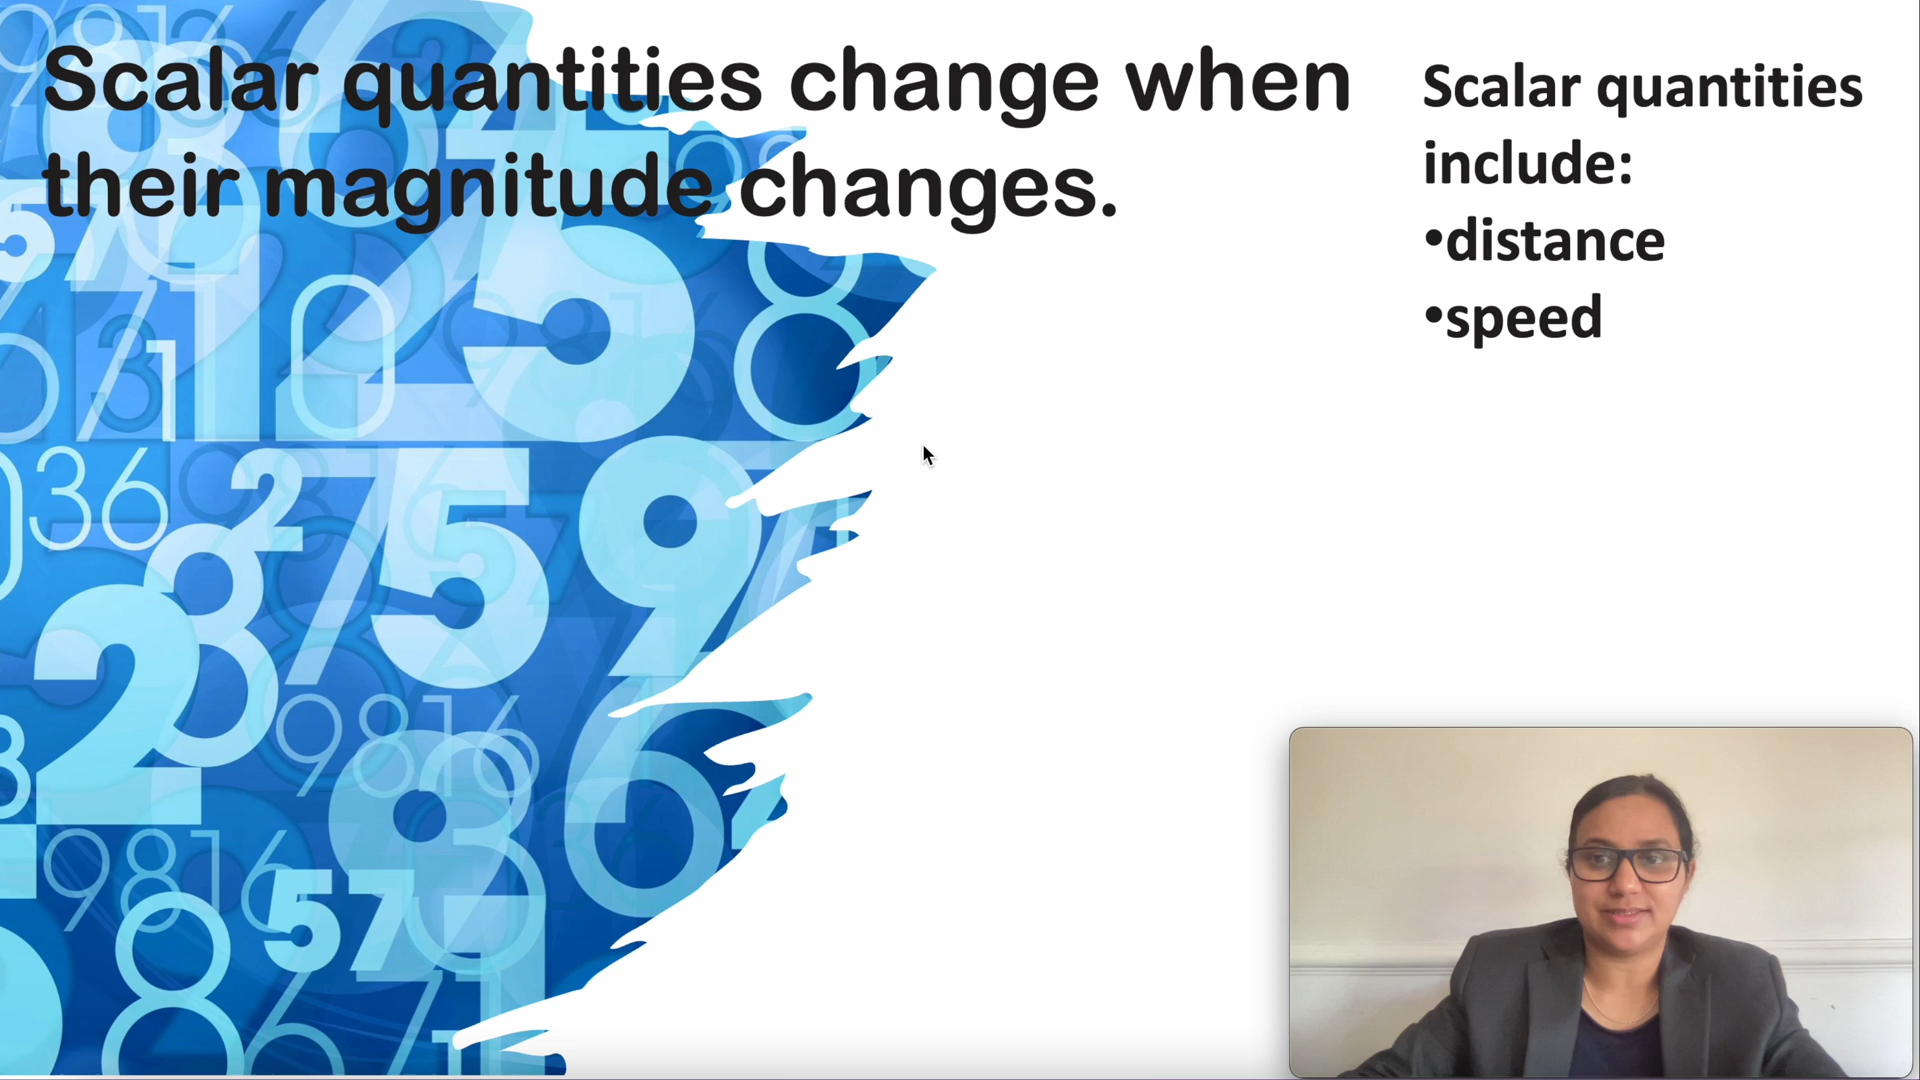 Scalar quantities change when
their magnitude changes.
Scalar quantities
include:
•distance
•speed